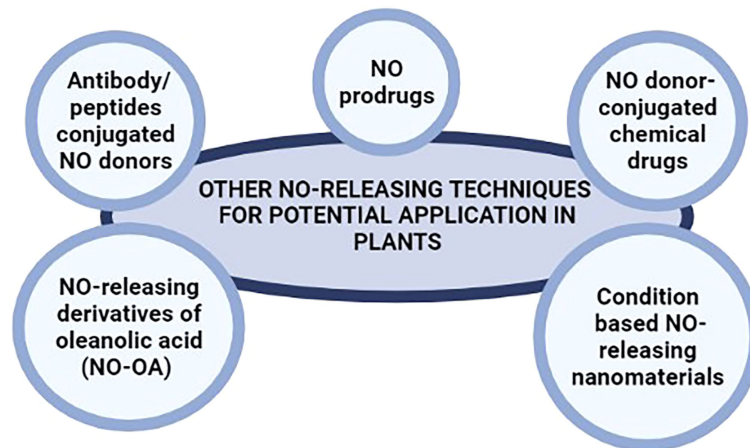 Antibody/
peptides
conjugated
NO donors
NO
prodrugs
NO donor-
conjugated
chemical
drugs
OTHER NO-RELEASING TECHNIQUES
FOR POTENTIAL APPLICATION IN
PLANTS
NO-releasing
derivatives of
oleanolic acid
(NO-OA)
Condition
based NO-
releasing
nanomaterials